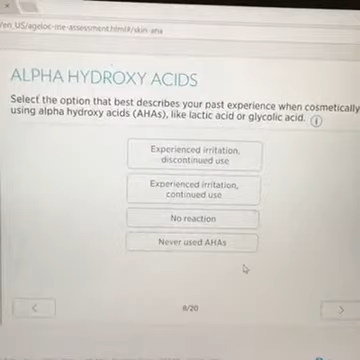 /en_US/ageloc-me-assessment.html#/skin-ana
ALPHA HYDROXY ACIDS
Select the option that best describes your past experience when cosmetically
using alpha hydroxy acids (AHAs), like lactic acid or glycolic acid. i
Experienced irritation,
discontinued use
Experienced irritation,
continued use
No reaction
Never used AHAs
8/20